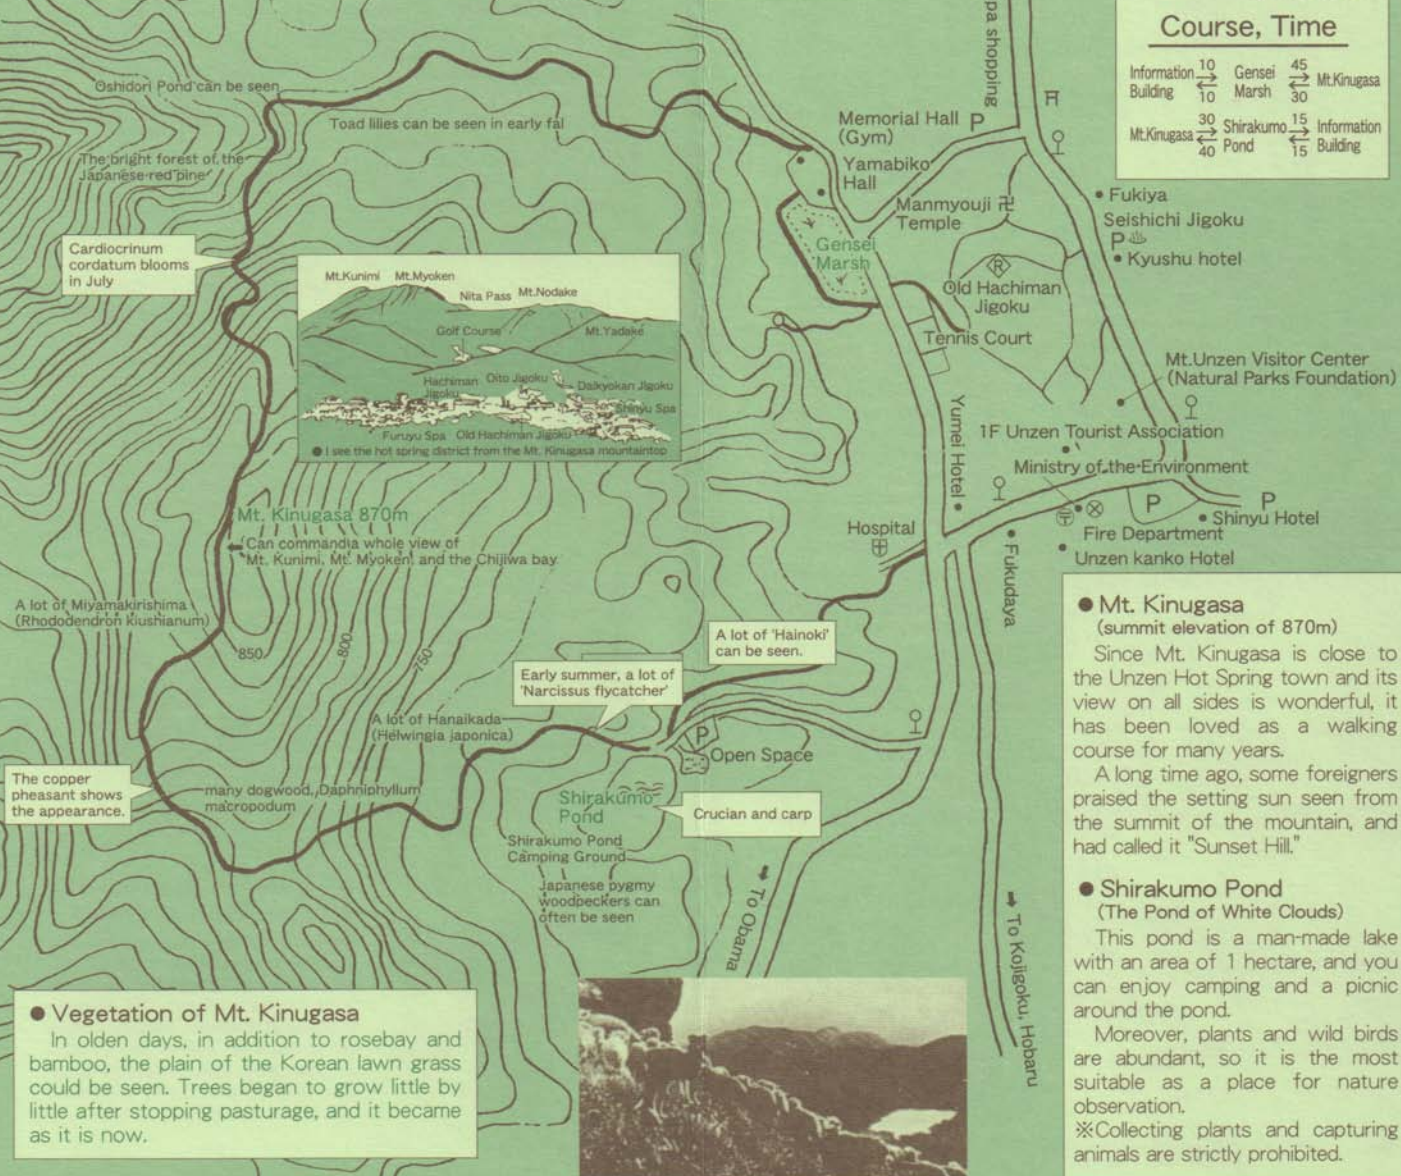 Course, Time
Information Building 10 10 Gensei Marsh 45 30 Mt.Kinugasa
Mt.Kinugasa 30 40 Shirakumo Pond 15 15 Information Building
pa shopping
Oshidori Pond can be seen
Toad lilies can be seen in early fal
The bright forest of the
Japanese red pine
Cardiocrinum
cordatum blooms
in July
Memorial Hall
(Gym)
P
Yamabiko
Hall
Manmyouji 卍
Temple
Gensei
Marsh
Fukiya
Seishichi Jigoku
P
Kyushu hotel
R
Old Hachiman
Jigoku
Tennis Court
Mt.Unzen Visitor Center
(Natural Parks Foundation)
Mt.Kunimi
Mt.Myoken
Nita Pass
Mt.Nodake
Golf Course
Mt.Yadake
Hachiman
Jigoku
Oito Jigoku
Daikyokan Jigoku
Shinyu Spa
Furuyu Spa
Old Hachiman Jigoku
● I see the hot spring district from the Mt. Kinugasa mountaintop
Yumei Hotel
1F Unzen Tourist Association
Ministry of the Environment
P
P
Shinyu Hotel
Fire Department
Unzen kanko Hotel
Hospital
Fukudaya
Mt. Kinugasa 870m
Can commandia whole view of
Mt. Kunimi, Mt. Myoken, and the Chijiwa bay
A lot of Miyamakirishima
(Rhododendron kiushianum)
850
800
750
A lot of 'Hainoki'
can be seen.
Early summer, a lot of
'Narcissus flycatcher'
A lot of Hanaikada
(Helwingia japonica)
P
Open Space
The copper
pheasant shows
the appearance.
many dogwood, Daphniphyllum
macropodum
Shirakumo
Pond
Crucian and carp
Shirakumo Pond
Camping Ground
Japanese pygmy
woodpeckers can
often be seen
To Obama
To Kojigoku, Hobaru
● Mt. Kinugasa
(summit elevation of 870m)
Since Mt. Kinugasa is close to
the Unzen Hot Spring town and its
view on all sides is wonderful, it
has been loved as a walking
course for many years.
A long time ago, some foreigners
praised the setting sun seen from
the summit of the mountain, and
had called it "Sunset Hill."
● Shirakumo Pond
(The Pond of White Clouds)
This pond is a man-made lake
with an area of 1 hectare, and you
can enjoy camping and a picnic
around the pond.
Moreover, plants and wild birds
are abundant, so it is the most
suitable as a place for nature
observation.
※Collecting plants and capturing
animals are strictly prohibited.
● Vegetation of Mt. Kinugasa
In olden days, in addition to rosebay and
bamboo, the plain of the Korean lawn grass
could be seen. Trees began to grow little by
little after stopping pasturage, and it became
as it is now.